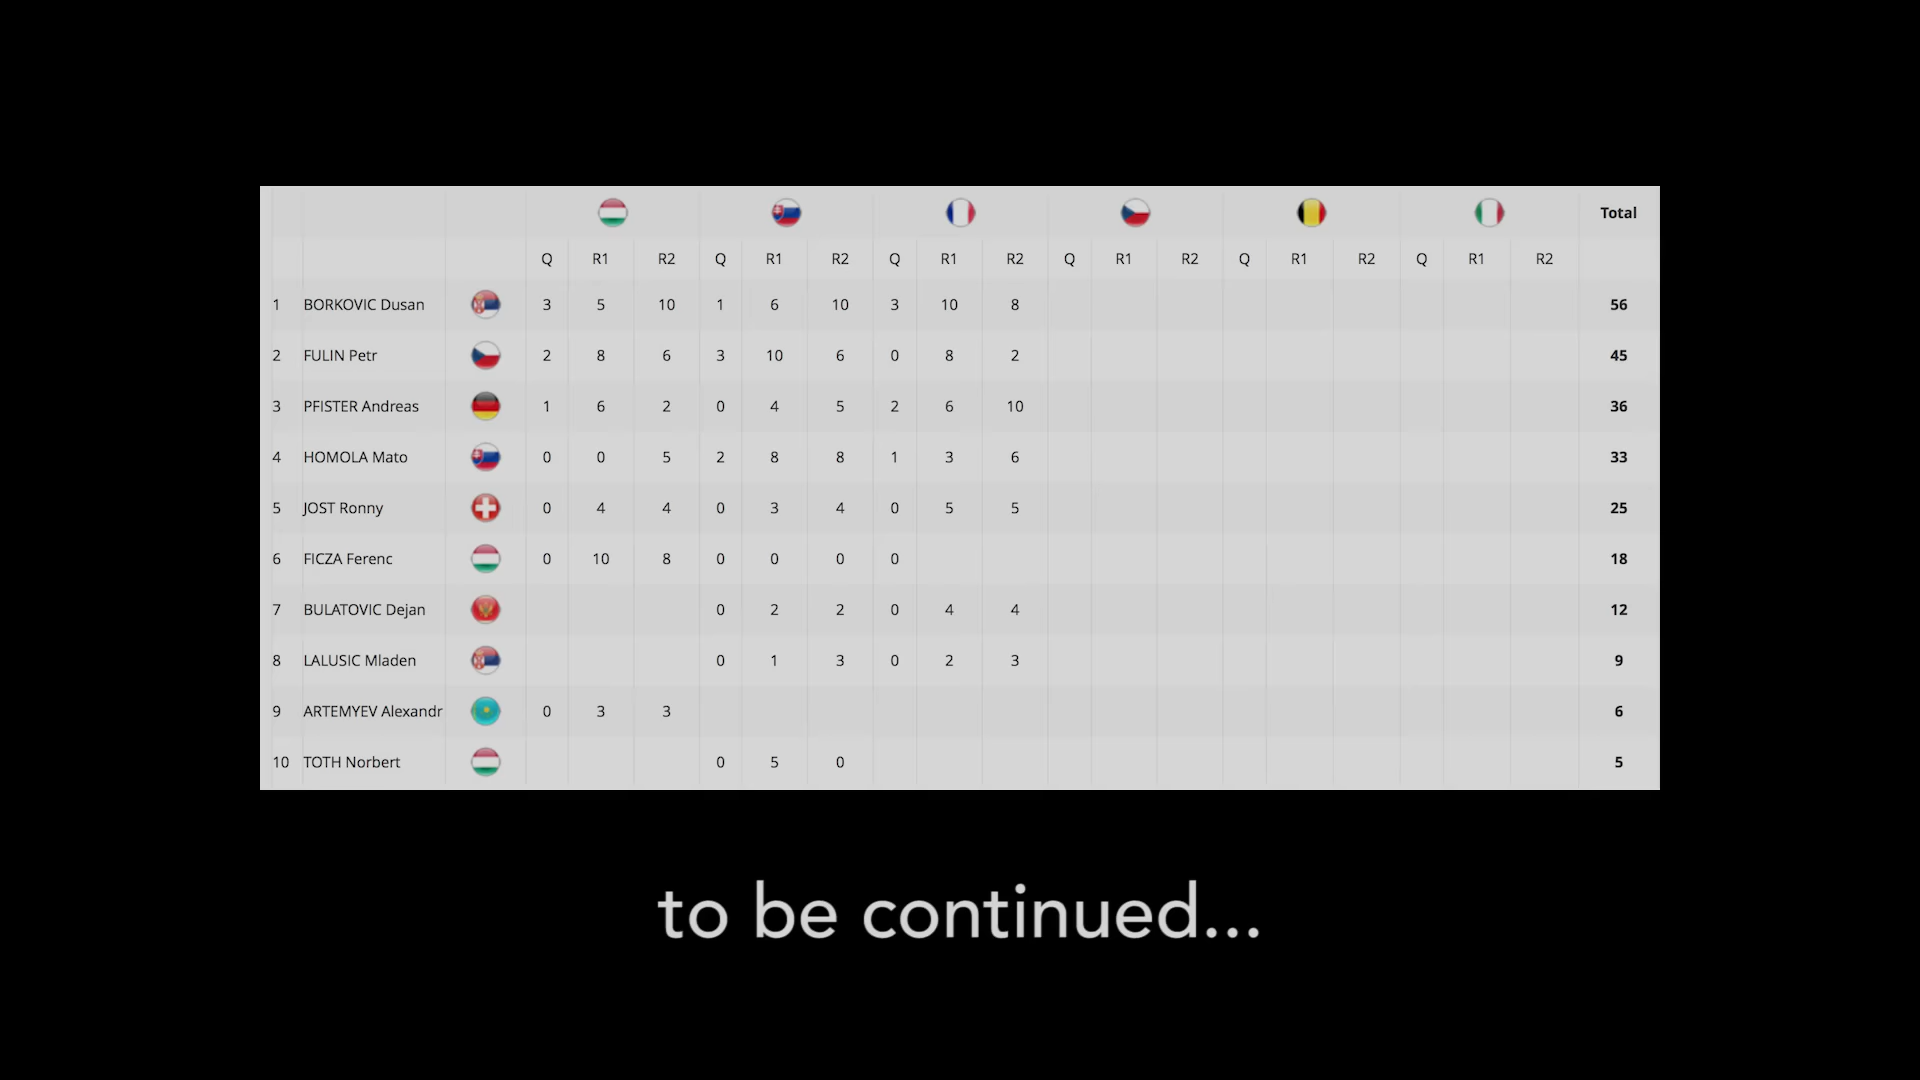 Total
Q R1 R2 Q R1 R2 Q R1 R2 Q R1 R2 Q R1 R2 Q R1 R2
1 BORKOVIC Dusan 3 5 10 1 6 10 3 10 8 56
2 FULIN Petr 2 8 6 3 10 6 0 8 2 45
3 PFISTER Andreas 1 6 2 0 4 5 2 6 10 36
4 HOMOLA Mato 0 0 5 2 8 8 1 3 6 33
5 JOST Ronny 0 4 4 0 3 4 0 5 5 25
6 FICZA Ferenc 0 10 8 0 0 0 0 18
7 BULATOVIC Dejan 0 2 2 0 4 4 12
8 LALUSIC Mladen 0 1 3 0 2 3 9
9 ARTEMYEV Alexandr 0 3 3 6
10 TOTH Norbert 0 5 0 5
to be continued...